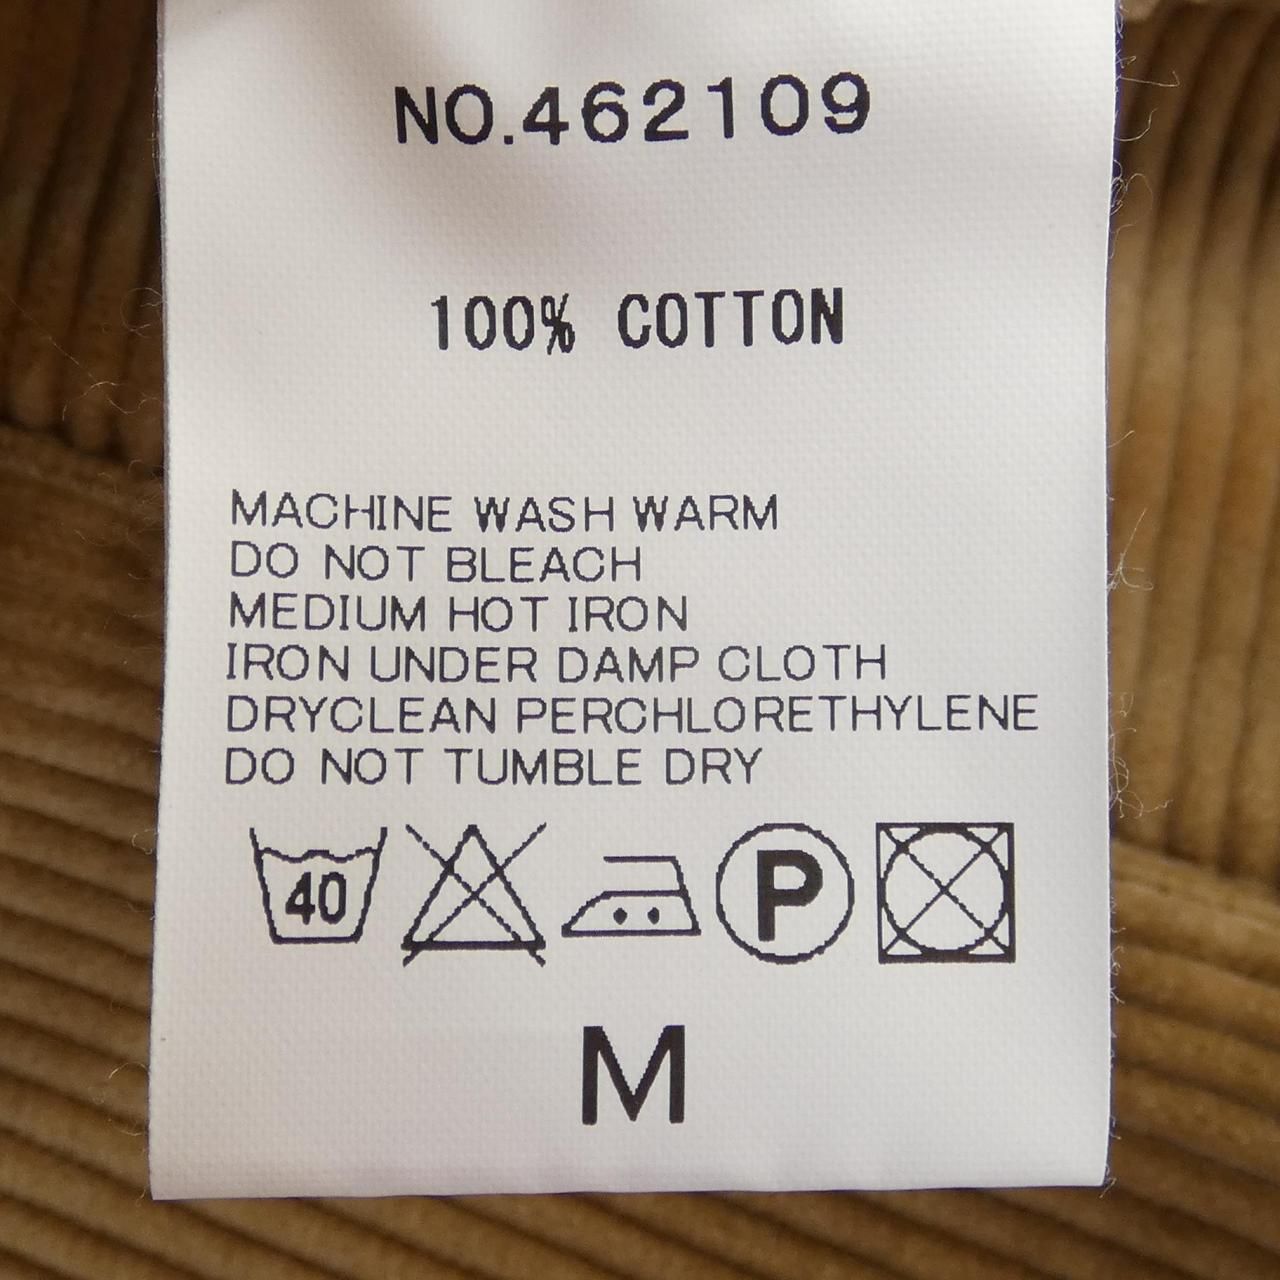 NO.462109
100% COTTON
MACHINE WASH WARM
DO NOT BLEACH
MEDIUM HOT IRON
IRON UNDER DAMP CLOTH
DRYCLEAN PERCHLORETHYLENE
DO NOT TUMBLE DRY
40 P
M